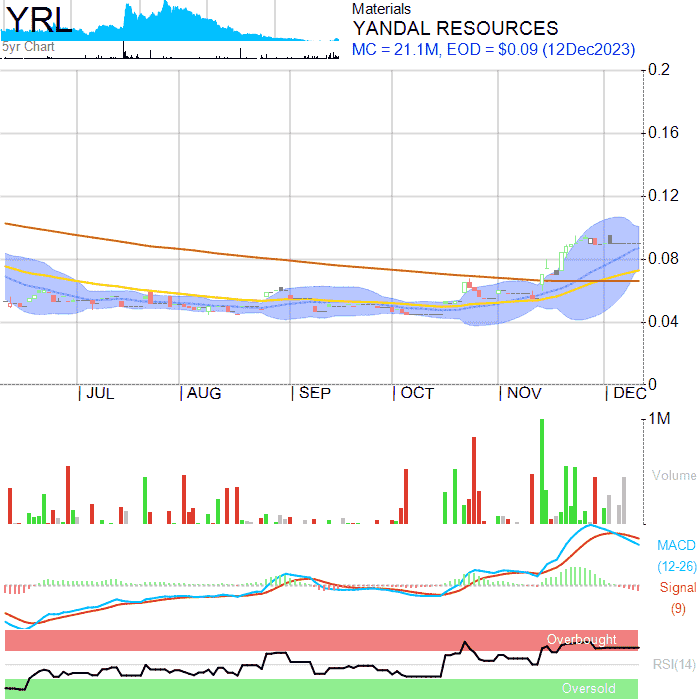 YRL
5yr Chart
Materials
YANDAL RESOURCES
MC = 21.1M, EOD = $0.09 (12Dec2023)
0.2
0.16
0.12
0.08
0.04
0
JUL AUG SEP OCT NOV DEC
1M
Volume
MACD
(12-26)
Signal
(9)
Overbought
RSI(14)
Oversold